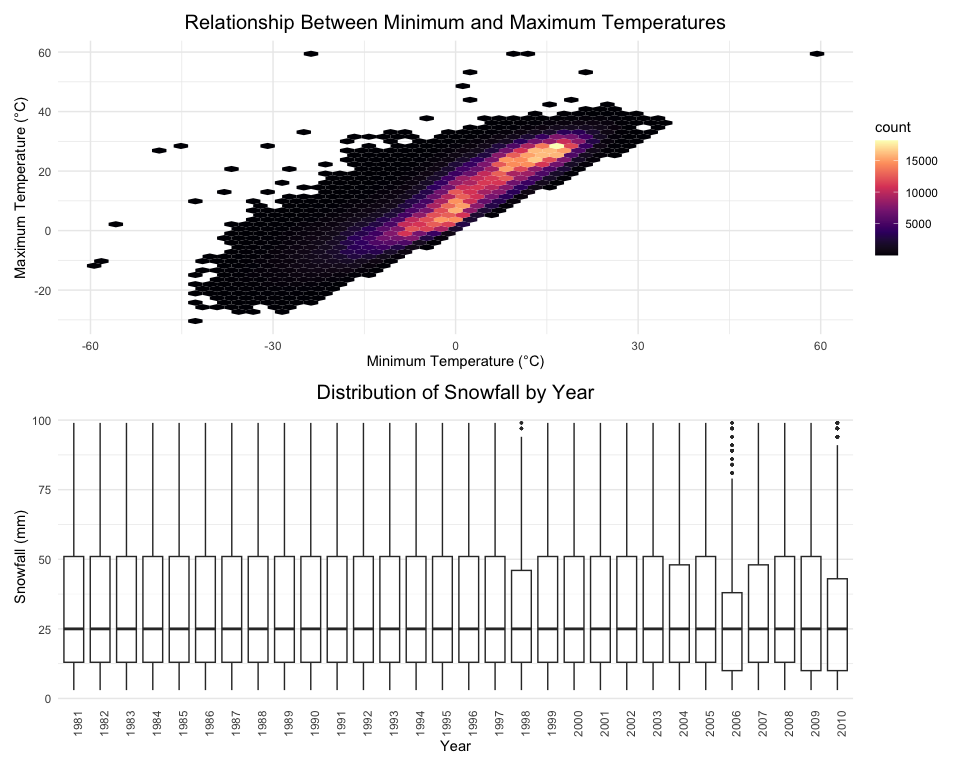 Relationship Between Minimum and Maximum Temperatures
60
40
20
0
-20
Maximum Temperature (°C)
-60 -30 0 30 60
Minimum Temperature (°C)
count
15000
10000
5000
Distribution of Snowfall by Year
100
75
50
25
0
Snowfall (mm)
1981 1982 1983 1984 1985 1986 1987 1988 1989 1990 1991 1992 1993 1994 1995 1996 1997 1998 1999 2000 2001 2002 2003 2004 2005 2006 2007 2008 2009 2010
Year